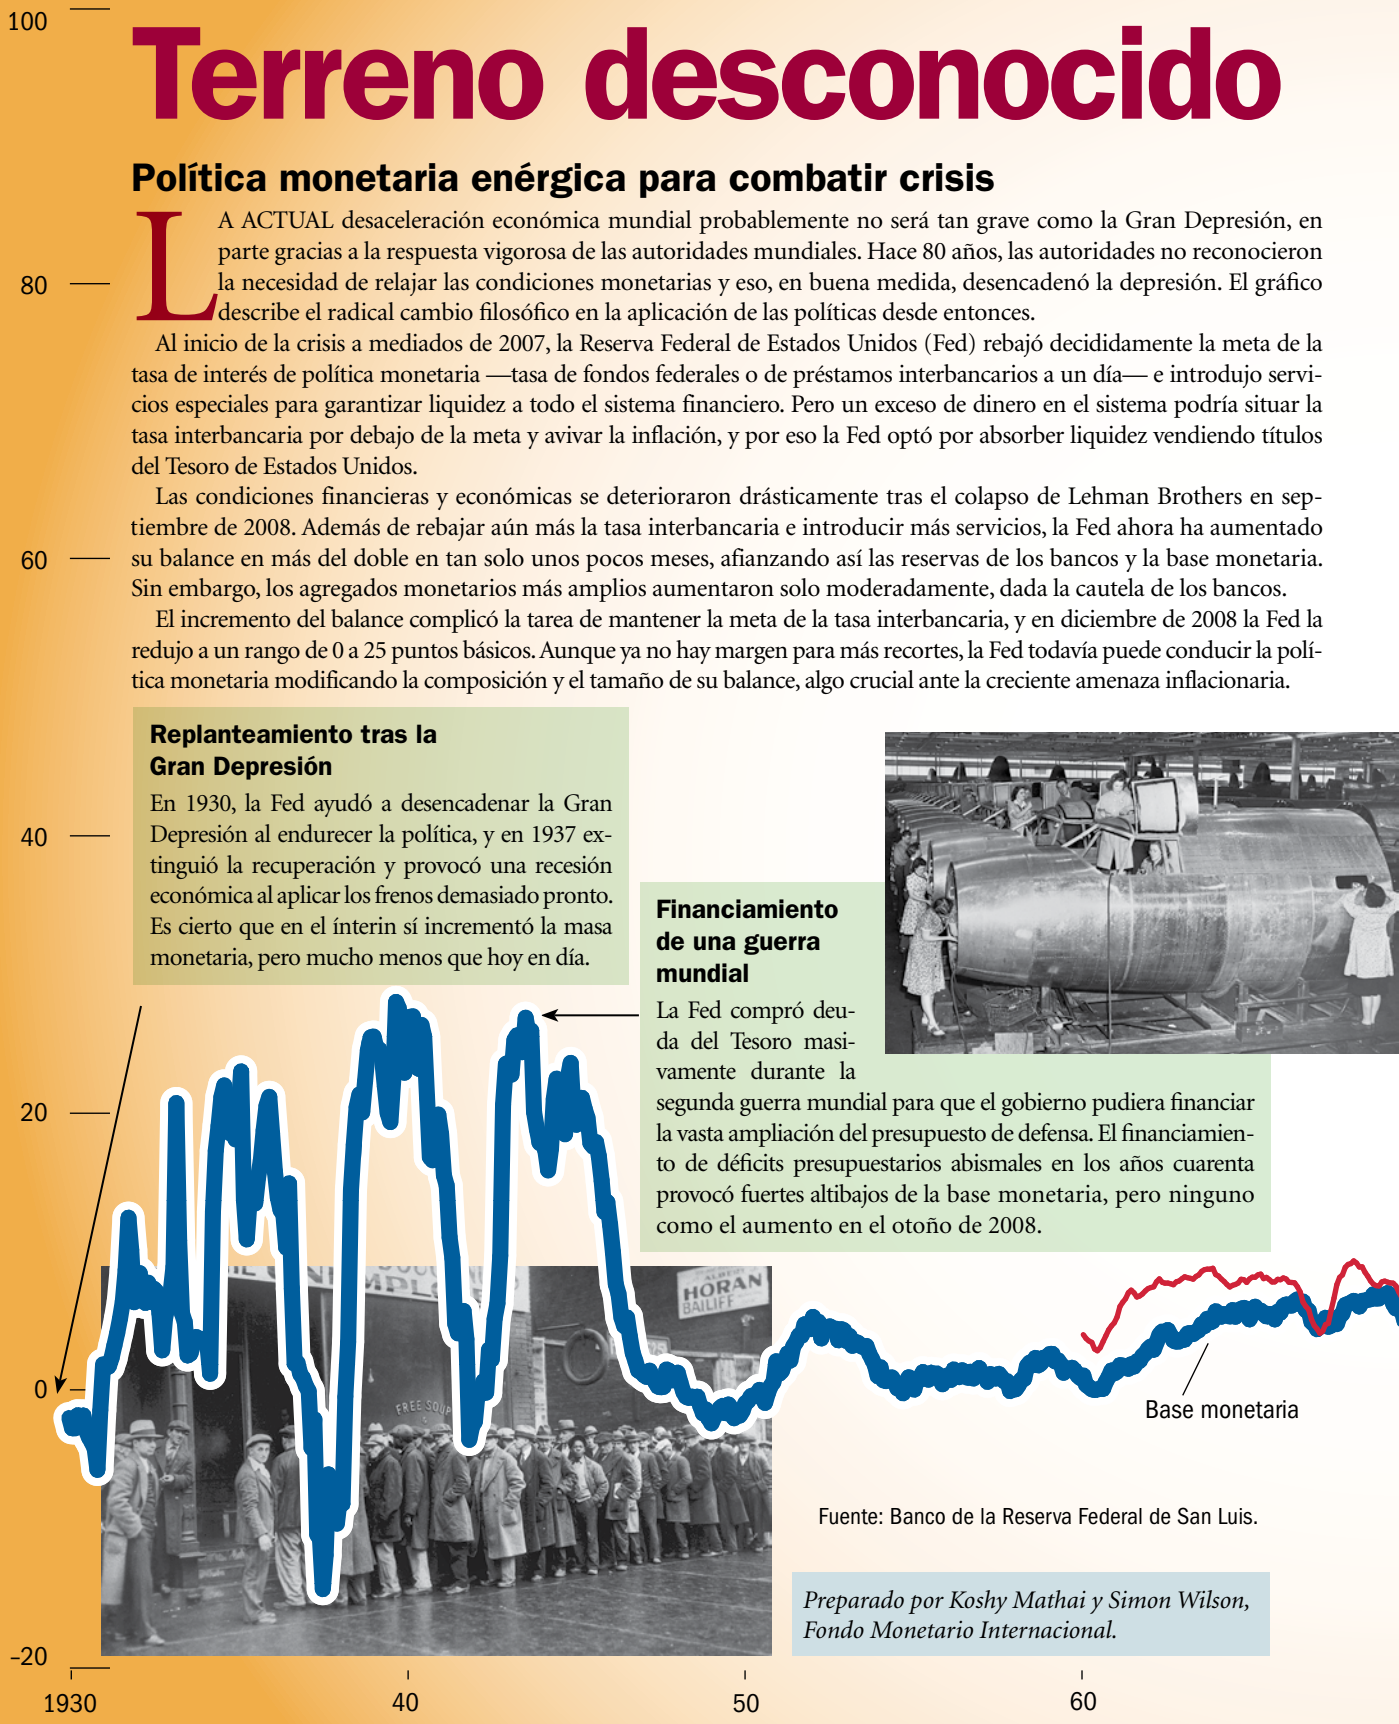 Terreno desconocido
Política monetaria enérgica para combatir crisis
LA ACTUAL desaceleración económica mundial probablemente no será tan grave como la Gran Depresión, en
parte gracias a la respuesta vigorosa de las autoridades mundiales. Hace 80 años, las autoridades no reconocieron
la necesidad de relajar las condiciones monetarias y eso, en buena medida, desencadenó la depresión. El gráfico
describe el radical cambio filosófico en la aplicación de las políticas desde entonces.
Al inicio de la crisis a mediados de 2007, la Reserva Federal de Estados Unidos (Fed) rebajó decididamente la meta de la
tasa de interés de política monetaria —tasa de fondos federales o de préstamos interbancarios a un día— e introdujo servi-
cios especiales para garantizar liquidez a todo el sistema financiero. Pero un exceso de dinero en el sistema podría situar la
tasa interbancaria por debajo de la meta y avivar la inflación, y por eso la Fed optó por absorber liquidez vendiendo títulos
del Tesoro de Estados Unidos.
Las condiciones financieras y económicas se deterioraron drásticamente tras el colapso de Lehman Brothers en sep-
tiembre de 2008. Además de rebajar aún más la tasa interbancaria e introducir más servicios, la Fed ahora ha aumentado
su balance en más del doble en tan solo unos pocos meses, afianzando así las reservas de los bancos y la base monetaria.
Sin embargo, los agregados monetarios más amplios aumentaron solo moderadamente, dada la cautela de los bancos.
El incremento del balance complicó la tarea de mantener la meta de la tasa interbancaria, y en diciembre de 2008 la Fed la
redujo a un rango de 0 a 25 puntos básicos. Aunque ya no hay margen para más recortes, la Fed todavía puede conducir la polí-
tica monetaria modificando la composición y el tamaño de su balance, algo crucial ante la creciente amenaza inflacionaria.
Replanteamiento tras la
Gran Depresión
En 1930, la Fed ayudó a desencadenar la Gran
Depresión al endurecer la política, y en 1937 ex-
tinguió la recuperación y provocó una recesión
económica al aplicar los frenos demasiado pronto.
Es cierto que en el ínterin sí incrementó la masa
monetaria, pero mucho menos que hoy en día.
Financiamiento
de una guerra
mundial
La Fed compró deu-
da del Tesoro masi-
vamente durante la
segunda guerra mundial para que el gobierno pudiera financiar
la vasta ampliación del presupuesto de defensa. El financiamien-
to de déficits presupuestarios abismales en los años cuarenta
provocó fuertes altibajos de la base monetaria, pero ninguno
como el aumento en el otoño de 2008.
100
80
60
40
20
0
–20
1930
40
50
60
HORAN
BAILIFF
FREE SOUP
Base monetaria
Fuente: Banco de la Reserva Federal de San Luis.
Preparado por Koshy Mathai y Simon Wilson,
Fondo Monetario Internacional.